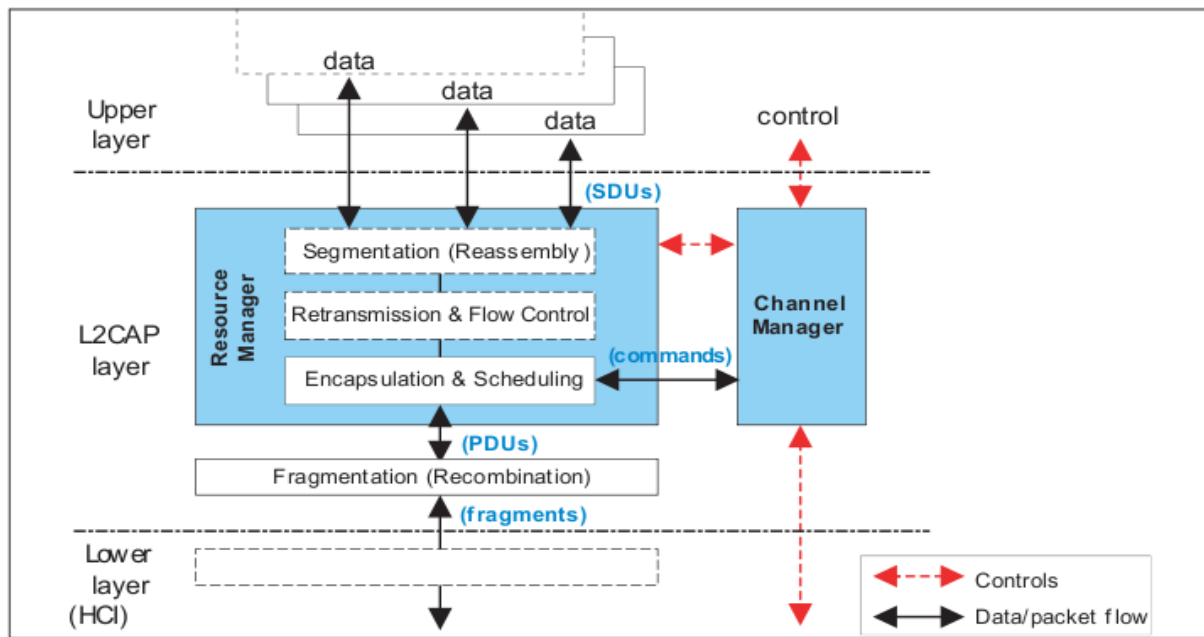 data
data
data
Upper
layer
control
(SDUs)
Segmentation (Reassembly)
Retransmission & Flow Control
Encapsulation & Scheduling
Resource
Manager
Channel
Manager
L2CAP
layer
(commands)
(PDUs)
Fragmentation (Recombination)
(fragments)
Lower
layer
(HCI)
Controls
Data/packet flow